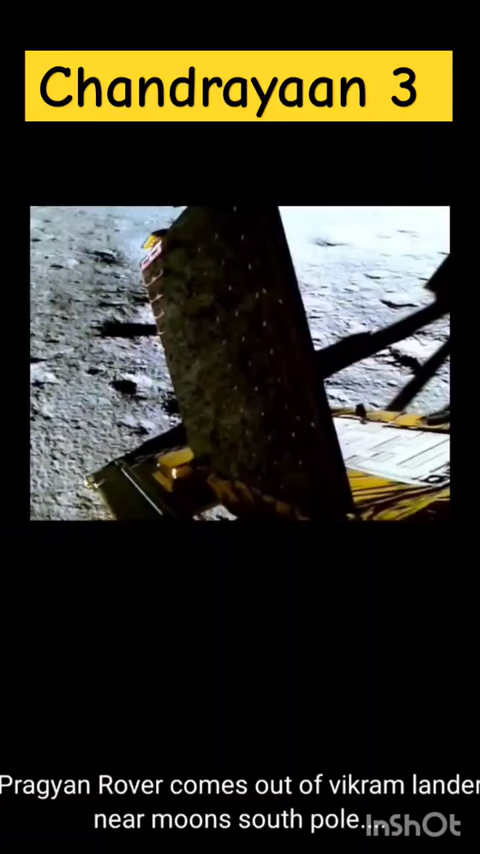 Chandrayaan 3
Pragyan Rover comes out of vikram lander
near moons south pole....
InShOt